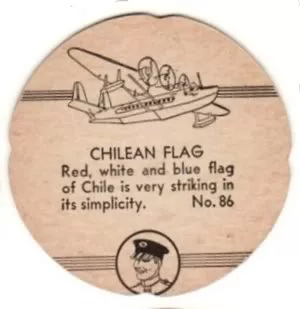 CHILEAN FLAG
Red, white and blue flag
of Chile is very striking in
its simplicity. No. 86